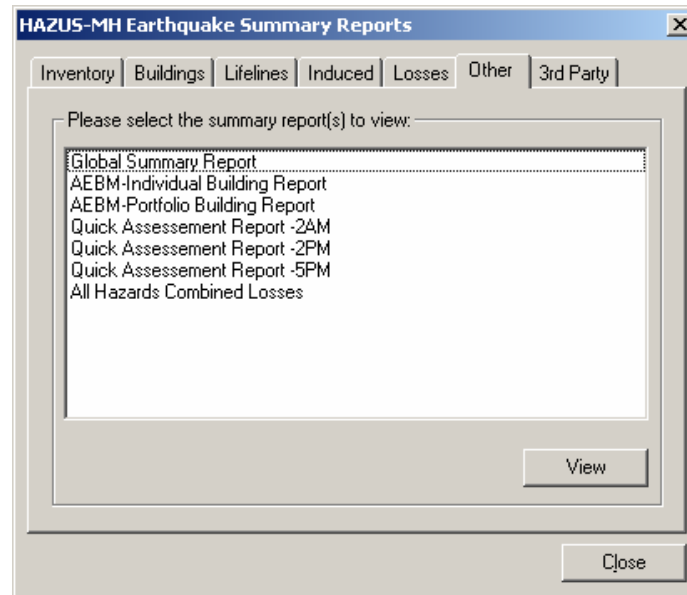 HAZUS-MH Earthquake Summary Reports
Inventory Buildings Lifelines Induced Losses Other 3rd Party
Please select the summary report(s) to view:
Global Summary Report
AEBM-Individual Building Report
AEBM-Portfolio Building Report
Quick Assessement Report -2AM
Quick Assessement Report -2PM
Quick Assessement Report -5PM
All Hazards Combined Losses
View
Close